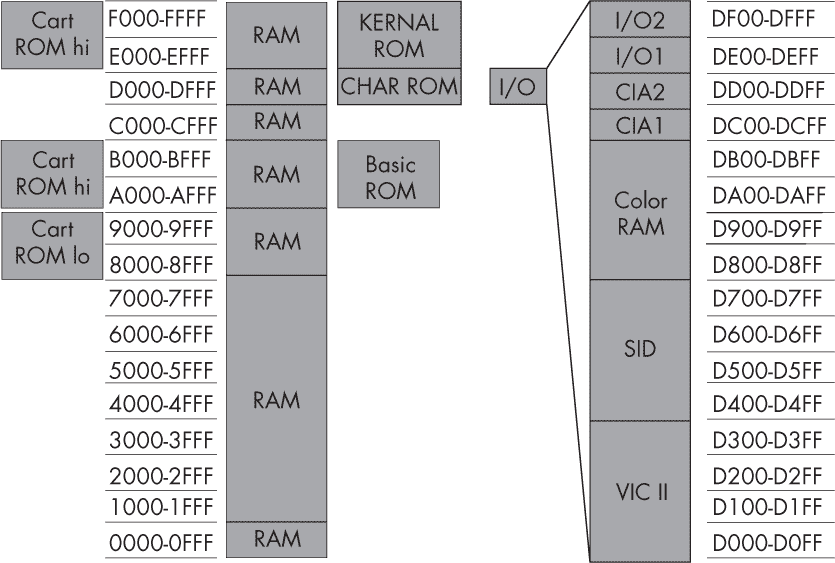 Cart
ROM hi
F000-FFFF
E000-EFFF
RAM
KERNAL
ROM
D000-DFFF
RAM
CHAR ROM
I/O
C000-CFFF
RAM
Cart
ROM hi
B000-BFFF
A000-AFFF
RAM
Basic
ROM
Cart
ROM lo
9000-9FFF
8000-8FFF
RAM
7000-7FFF
6000-6FFF
5000-5FFF
4000-4FFF
3000-3FFF
2000-2FFF
1000-1FFF
RAM
0000-0FFF
RAM
I/O2
DF00-DFFF
I/O1
DE00-DEFF
CIA2
DD00-DDFF
CIA1
DC00-DCFF
Color
RAM
DB00-DBFF
DA00-DAFF
D900-D9FF
D800-D8FF
SID
D700-D7FF
D600-D6FF
D500-D5FF
D400-D4FF
VIC II
D300-D3FF
D200-D2FF
D100-D1FF
D000-D0FF